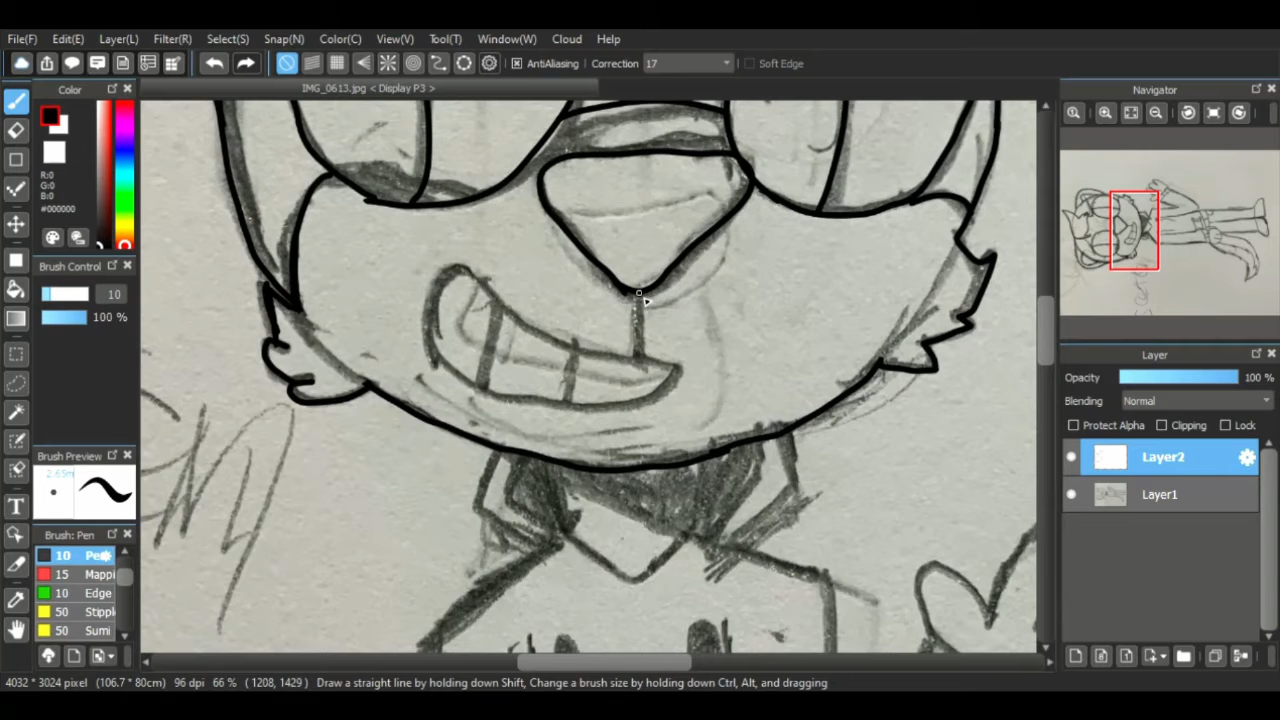 File(F) Edit(E) Layer(L) Filter(R) Select(S) Snap(N) Color(C) View(V) Tool(T) Window(W) Cloud Help
AntiAliasing Correction 17 Soft Edge
Color
IMG_0613.jpg < Display P3 >
Navigator
R:0
G:0
B:0
#000000
Brush Control
10
100 %
Layer
Opacity 100 %
Blending Normal
Protect Alpha Clipping Lock
Brush Preview
2.65m
Layer2
Layer1
Brush: Pen
10 Pe
15 Mappi
10 Edge
50 Stippl
50 Sumi
4032 * 3024 pixel (106.7 * 80cm) 96 dpi 66 % ( 1208, 1429 ) Draw a straight line by holding down Shift, Change a brush size by holding down Ctrl, Alt, and dragging